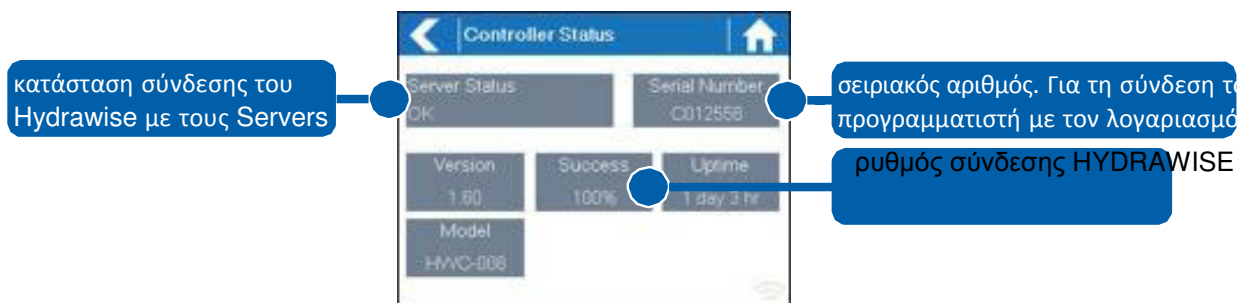 Controller Status
κατάσταση σύνδεσης του
Hydrawise με τους Servers
Server Status
OK
Serial Number
C012558
σειριακός αριθμός. Για τη σύνδεση το
προγραμματιστή με τον λογαριασμό
ρυθμός σύνδεσης HYDRAWISE
Version
1.60
Success
100%
Uptime
1 day 3 hr
Model
HWC-006